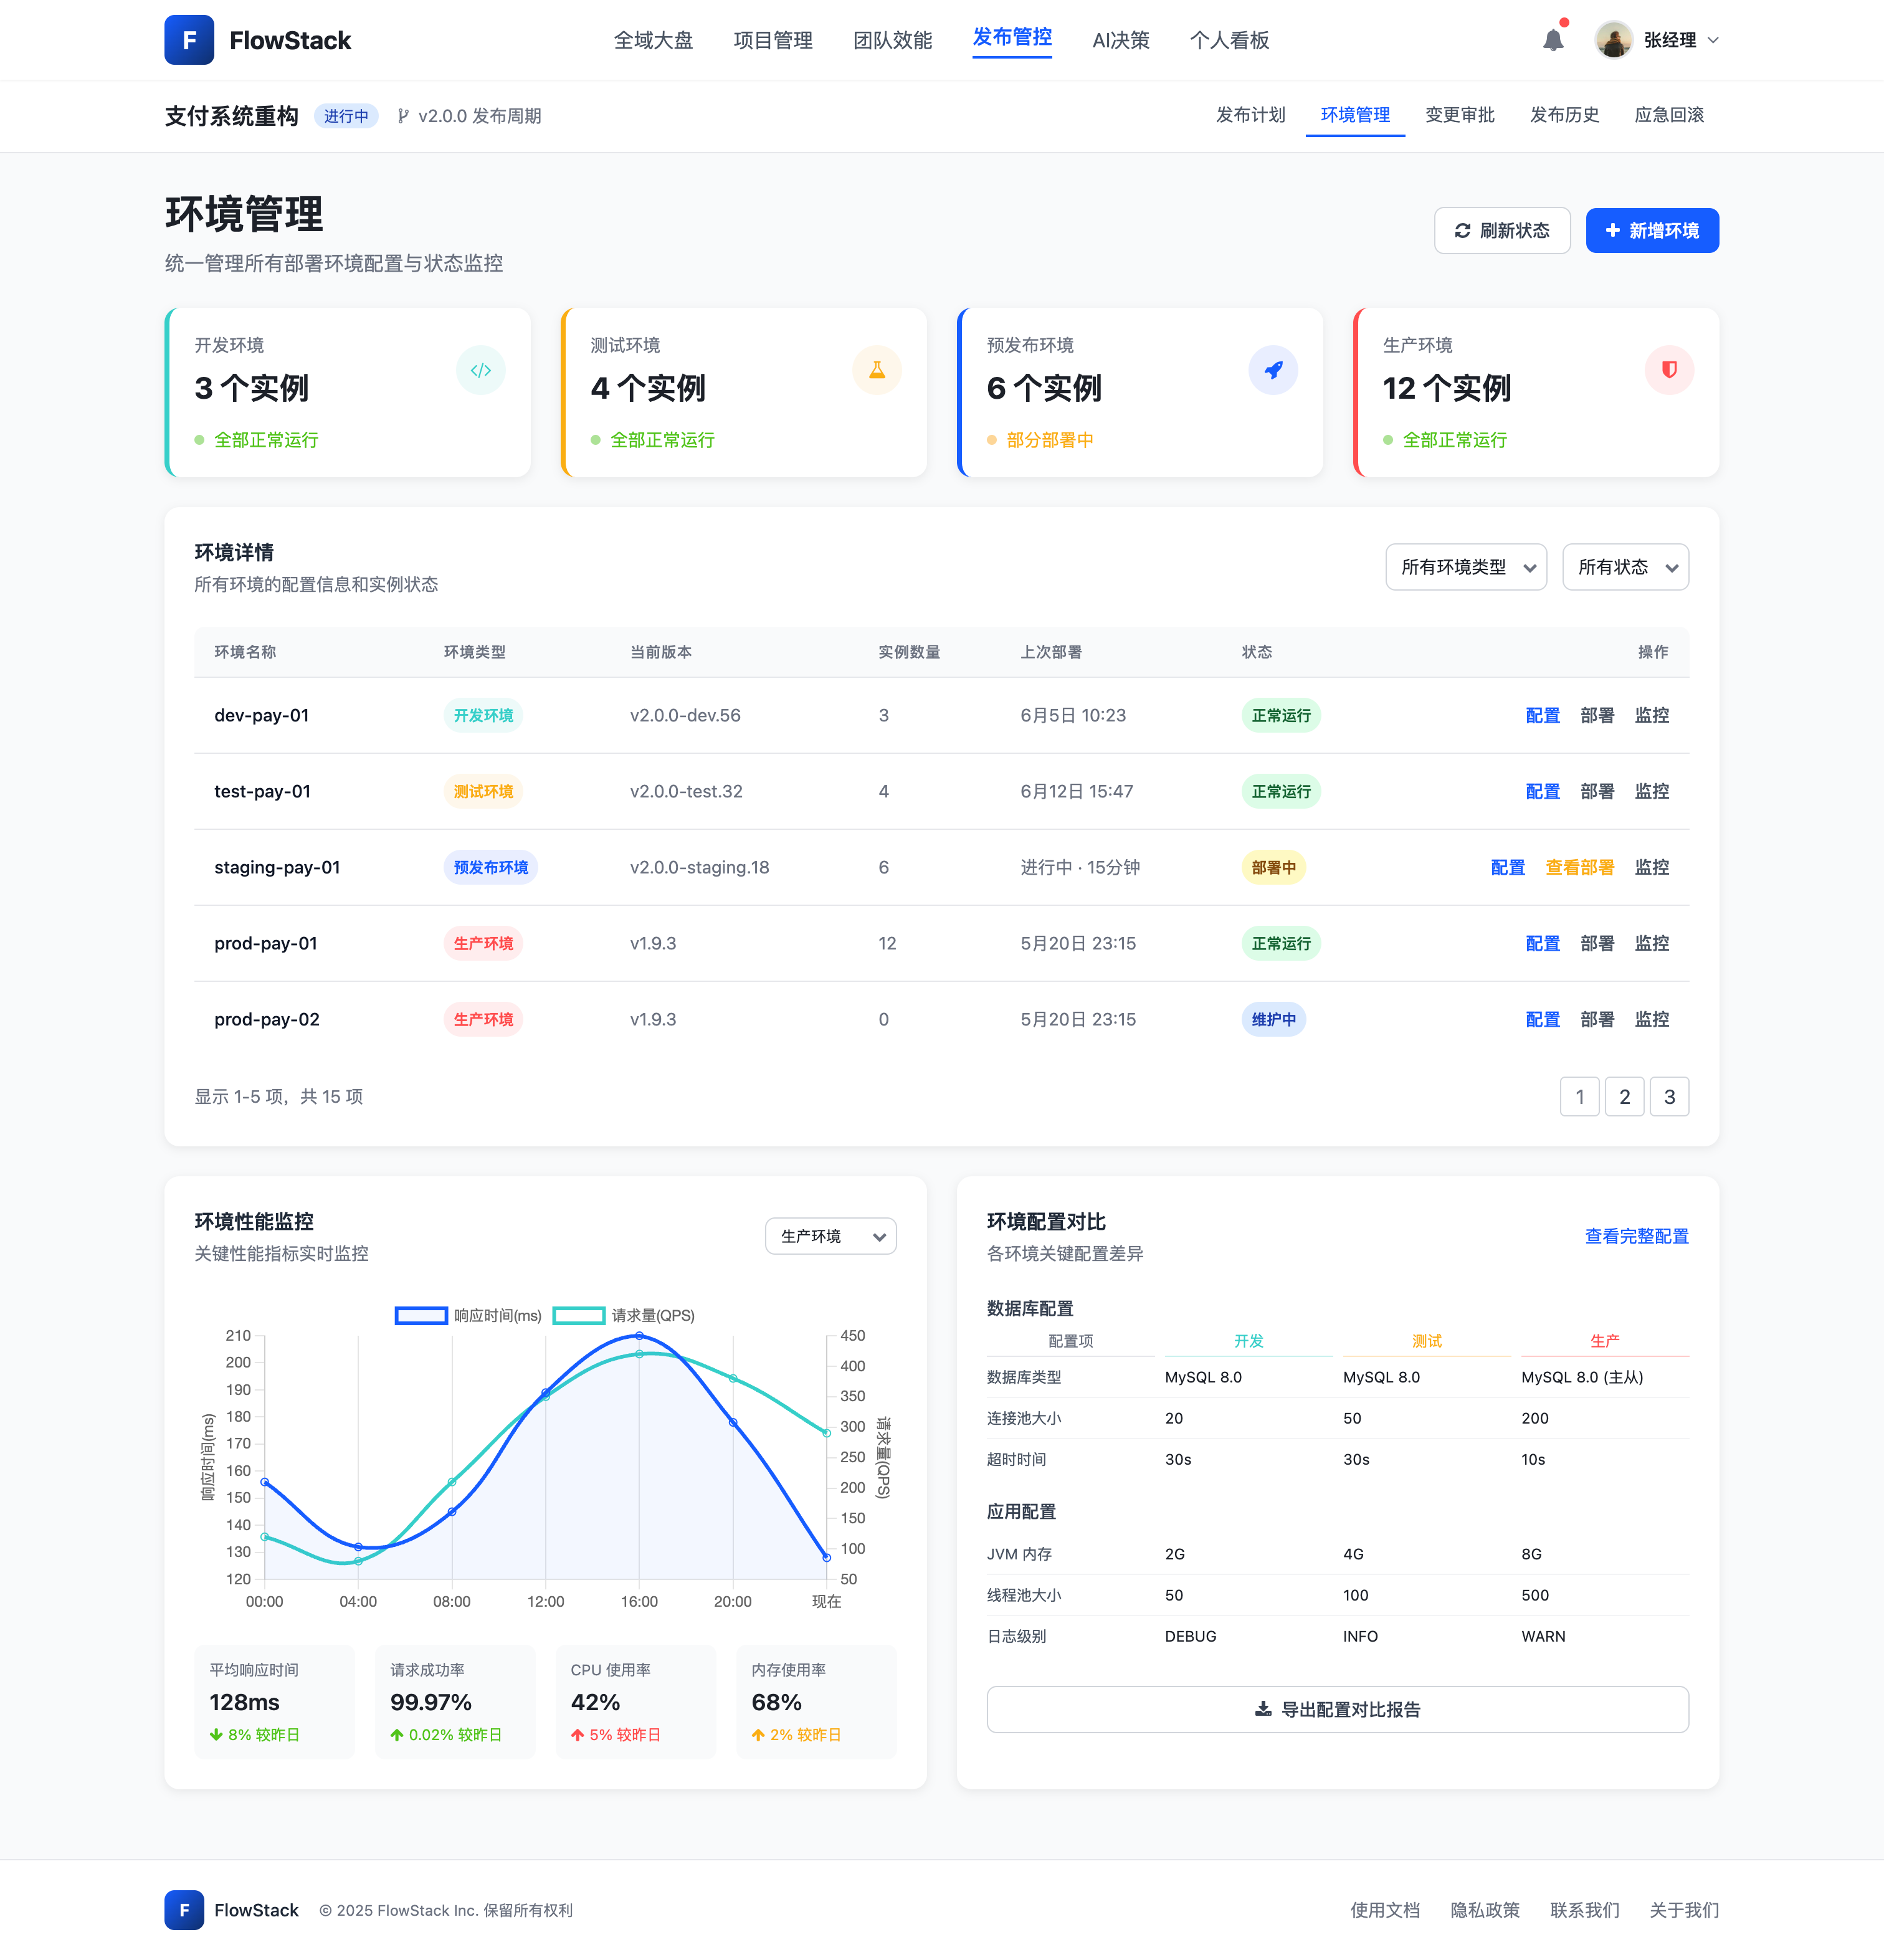 F FlowStack 全域大盘 项目管理 团队效能 发布管控 AI决策 个人看板 张经理
支付系统重构 进行中 v2.0.0 发布周期 发布计划 环境管理 变更审批 发布历史 应急回滚
环境管理
统一管理所有部署环境配置与状态监控
刷新状态 新增环境
开发环境
3 个实例
全部正常运行
测试环境
4 个实例
全部正常运行
预发布环境
6 个实例
部分部署中
生产环境
12 个实例
全部正常运行
环境详情
所有环境的配置信息和实例状态
所有环境类型 所有状态
环境名称 环境类型 当前版本 实例数量 上次部署 状态 操作
dev-pay-01 开发环境 v2.0.0-dev.56 3 6月5日 10:23 正常运行 配置 部署 监控
test-pay-01 测试环境 v2.0.0-test.32 4 6月12日 15:47 正常运行 配置 部署 监控
staging-pay-01 预发布环境 v2.0.0-staging.18 6 进行中 · 15分钟 部署中 配置 查看部署 监控
prod-pay-01 生产环境 v1.9.3 12 5月20日 23:15 正常运行 配置 部署 监控
prod-pay-02 生产环境 v1.9.3 0 5月20日 23:15 维护中 配置 部署 监控
显示 1-5 项，共 15 项 1 2 3
环境性能监控
关键性能指标实时监控
生产环境
响应时间(ms) 请求量(QPS)
响应时间(ms)
210
200
190
180
170
160
150
140
130
120
450
400
350
300
250
200
150
100
50
请求量(QPS)
00:00 04:00 08:00 12:00 16:00 20:00 现在
平均响应时间
128ms
8% 较昨日
请求成功率
99.97%
0.02% 较昨日
CPU 使用率
42%
5% 较昨日
内存使用率
68%
2% 较昨日
环境配置对比
各环境关键配置差异
查看完整配置
数据库配置
配置项 开发 测试 生产
数据库类型 MySQL 8.0 MySQL 8.0 MySQL 8.0 (主从)
连接池大小 20 50 200
超时时间 30s 30s 10s
应用配置
JVM 内存 2G 4G 8G
线程池大小 50 100 500
日志级别 DEBUG INFO WARN
导出配置对比报告
F FlowStack © 2025 FlowStack Inc. 保留所有权利 使用文档 隐私政策 联系我们 关于我们